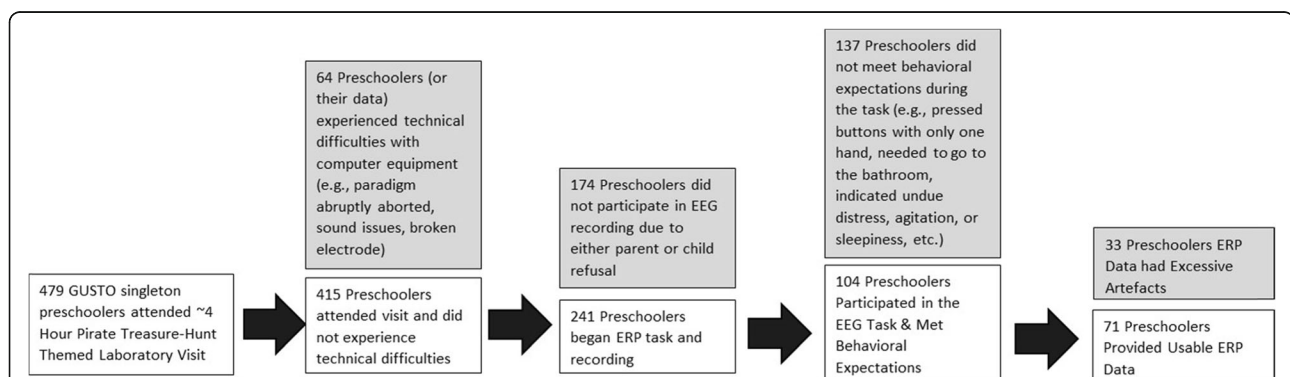 479 GUSTO singleton
preschoolers attended ~4
Hour Pirate Treasure-Hunt
Themed Laboratory Visit
64 Preschoolers (or
their data)
experienced technical
difficulties with
computer equipment
(e.g., paradigm
abruptly aborted,
sound issues, broken
electrode)
415 Preschoolers
attended visit and did
not experience
technical difficulties
174 Preschoolers did
not participate in EEG
recording due to
either parent or child
refusal
241 Preschoolers
began ERP task and
recording
137 Preschoolers did
not meet behavioral
expectations during
the task (e.g., pressed
buttons with only one
hand, needed to go to
the bathroom,
indicated undue
distress, agitation, or
sleepiness, etc.)
104 Preschoolers
Participated in the
EEG Task & Met
Behavioral
Expectations
33 Preschoolers ERP
Data had Excessive
Artefacts
71 Preschoolers
Provided Usable ERP
Data